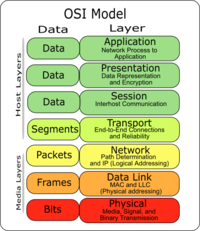 OSI Model
Data Layer
Host Layers
Data
Application
Network Process to
Application
Data
Presentation
Data Representation
and Encryption
Data
Session
Interhost Communication
Segments
Transport
End-to-End Connections
and Reliability
Media Layers
Packets
Network
Path Determination
and IP (Logical Addressing)
Frames
Data Link
MAC and LLC
(Physical addressing)
Bits
Physical
Media, Signal, and
Binary Transmission